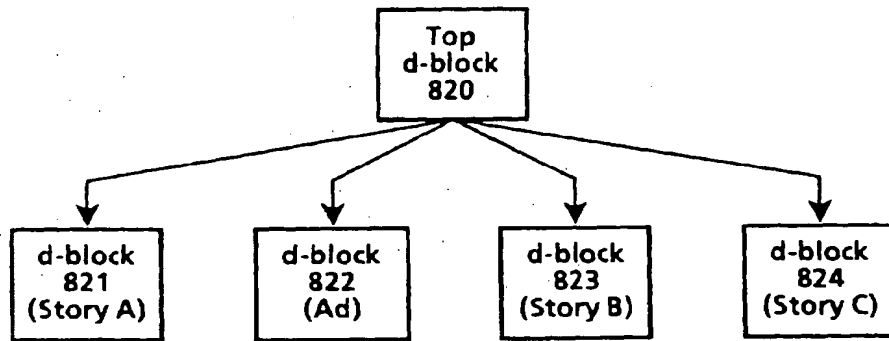 Top
d-block
820
d-block
821
(Story A)
d-block
822
(Ad)
d-block
823
(Story B)
d-block
824
(Story C)